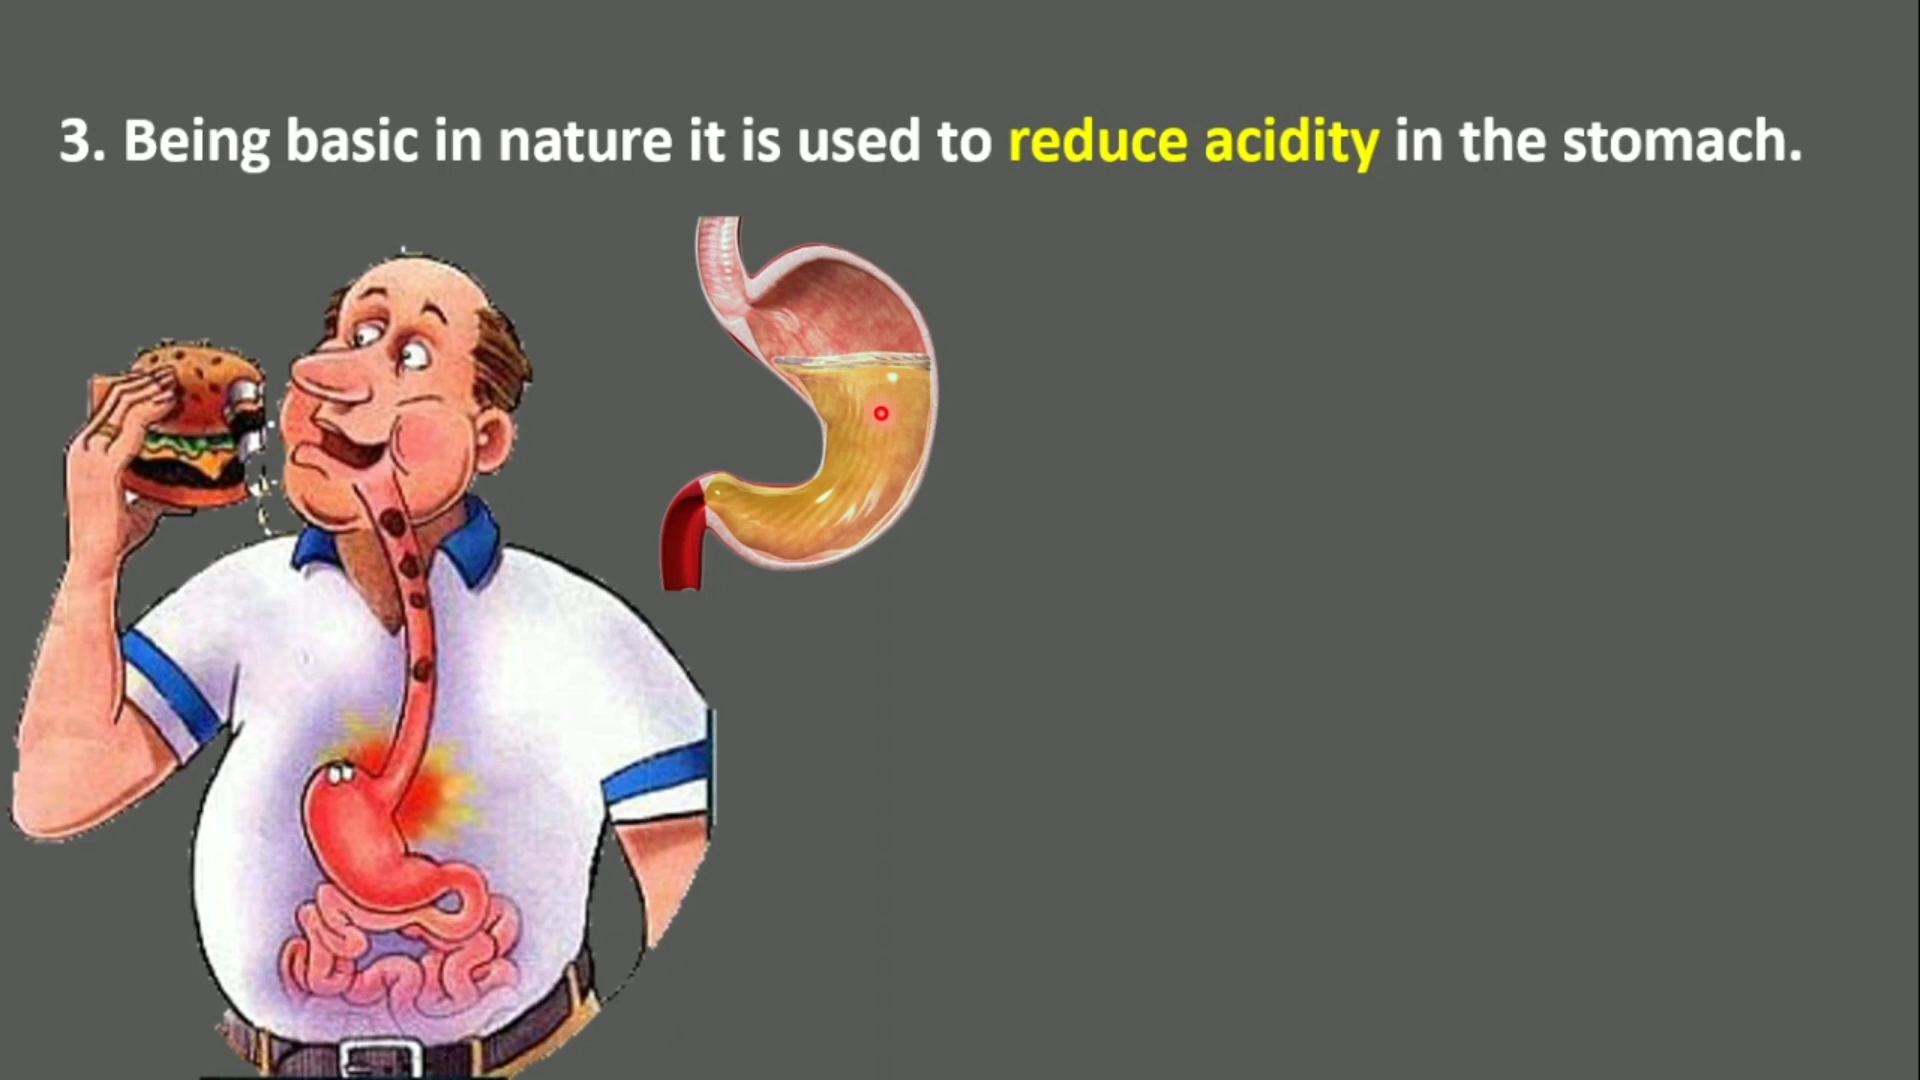 3. Being basic in nature it is used to reduce acidity in the stomach.